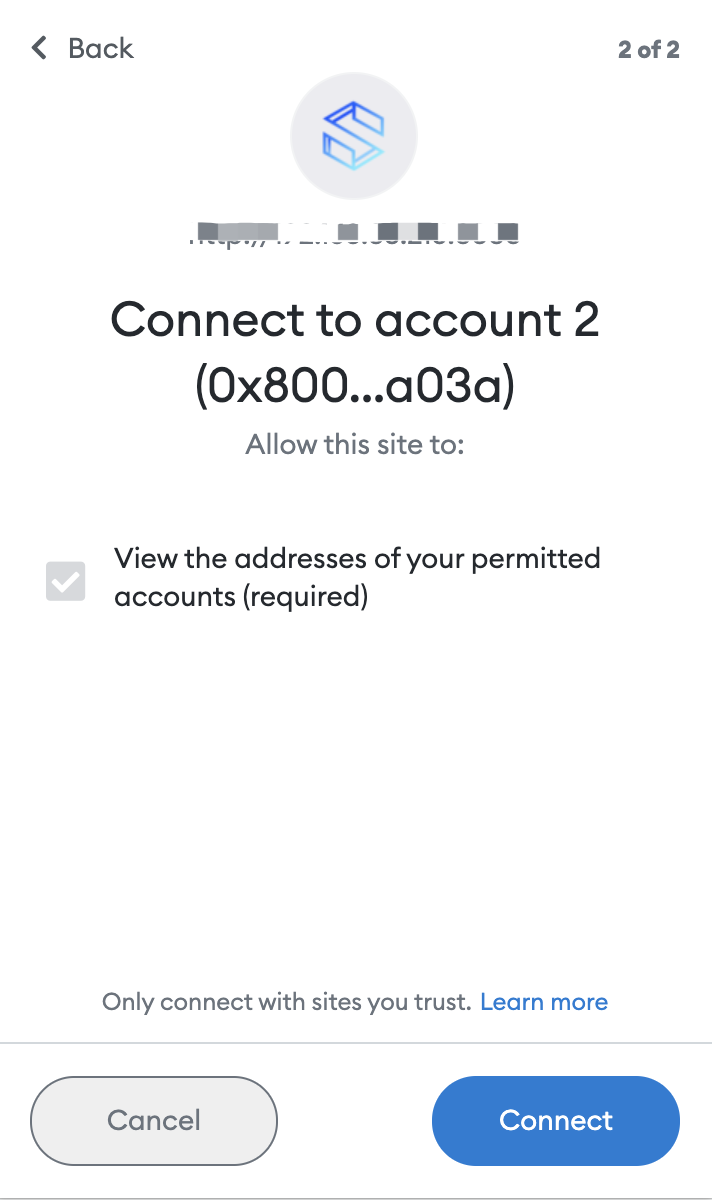 Back
2 of 2
Connect to account 2
(0x800...a03a)
Allow this site to:
View the addresses of your permitted
accounts (required)
Only connect with sites you trust. Learn more
Cancel
Connect